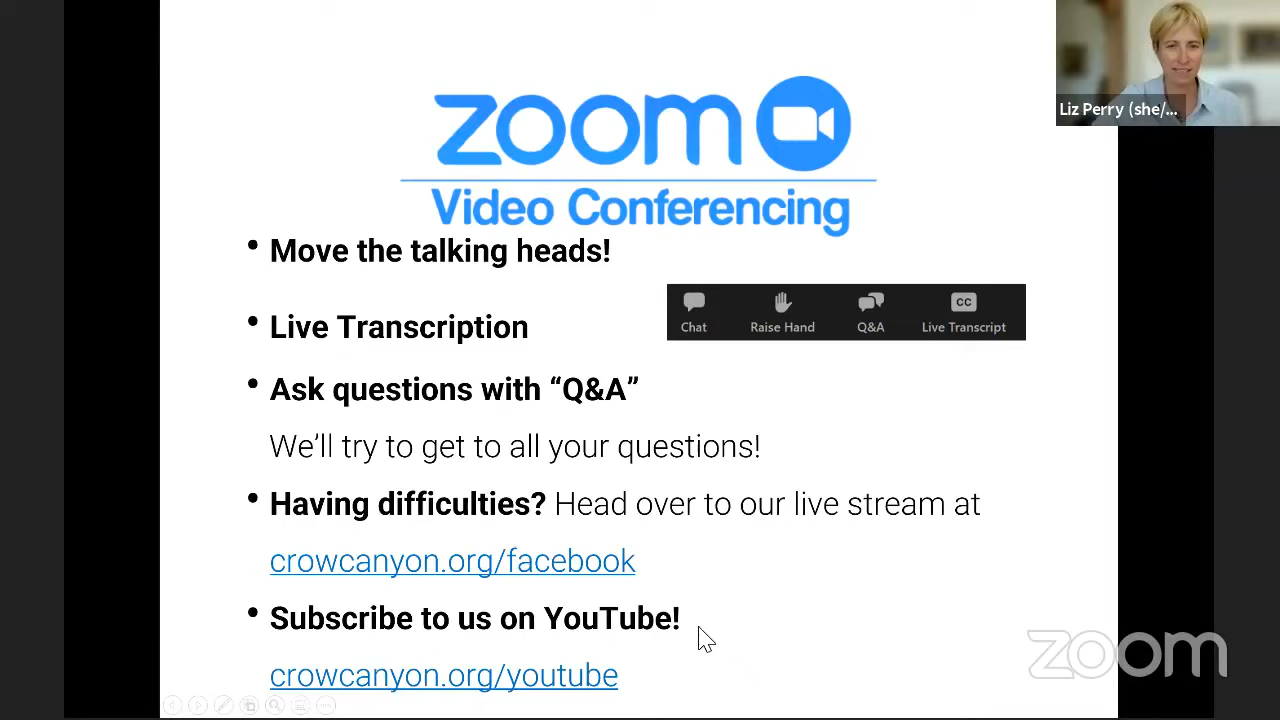 zoom
Video Conferencing
Liz Perry (she/...
• Move the talking heads!
• Live Transcription
Chat Raise Hand Q&A CC Live Transcript
• Ask questions with “Q&A”
We’ll try to get to all your questions!
• Having difficulties? Head over to our live stream at
crowcanyon.org/facebook
• Subscribe to us on YouTube!
crowcanyon.org/youtube
zoom